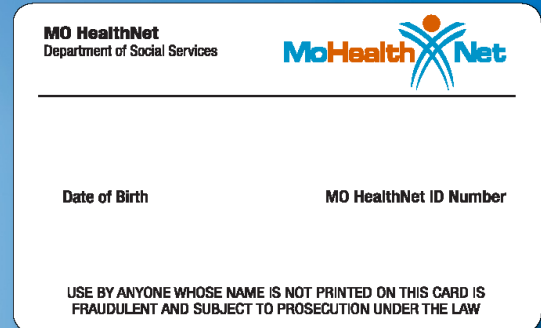 MO HealthNet
Department of Social Services
MoHealthNet
Date of Birth MO HealthNet ID Number
USE BY ANYONE WHOSE NAME IS NOT PRINTED ON THIS CARD IS
FRAUDULENT AND SUBJECT TO PROSECUTION UNDER THE LAW